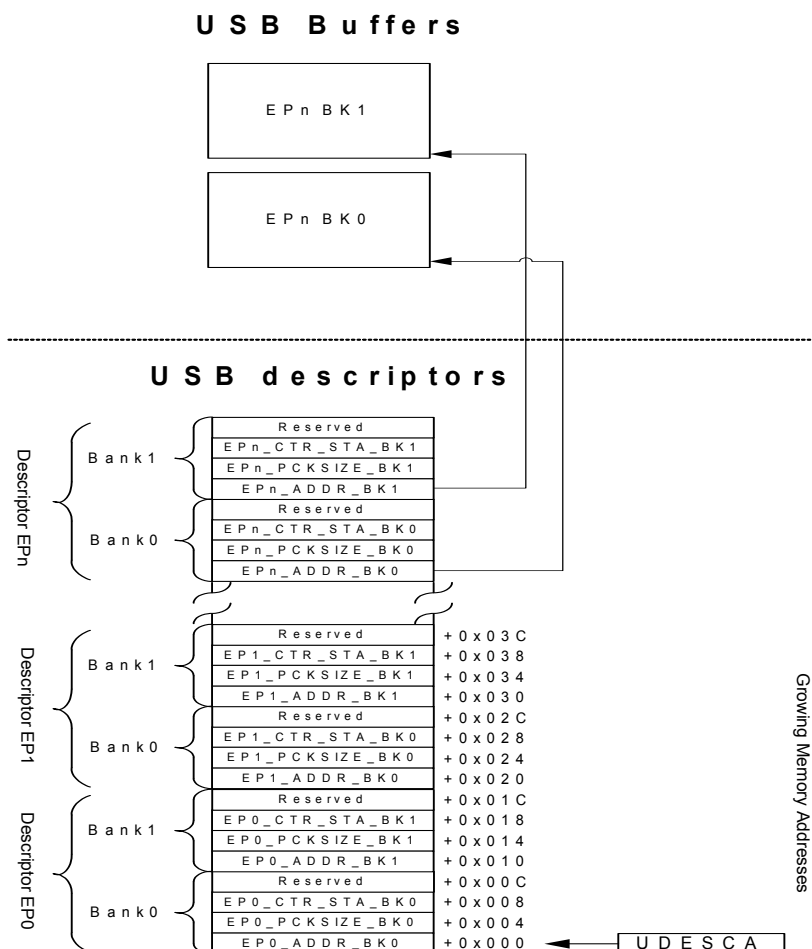 USB Buffers
EPn BK1
EPn BK0
USB descriptors
Descriptor EPn
Bank1
Reserved
EPn_CTR_STA_BK1
EPn_PCKSIZE_BK1
EPn_ADDR_BK1
Bank0
Reserved
EPn_CTR_STA_BK0
EPn_PCKSIZE_BK0
EPn_ADDR_BK0
Descriptor EP1
Bank1
Reserved +0x03C
EP1_CTR_STA_BK1 +0x038
EP1_PCKSIZE_BK1 +0x034
EP1_ADDR_BK1 +0x030
Bank0
Reserved +0x02C
EP1_CTR_STA_BK0 +0x028
EP1_PCKSIZE_BK0 +0x024
EP1_ADDR_BK0 +0x020
Descriptor EP0
Bank1
Reserved +0x01C
EP0_CTR_STA_BK1 +0x018
EP0_PCKSIZE_BK1 +0x014
EP0_ADDR_BK1 +0x010
Bank0
Reserved +0x00C
EP0_CTR_STA_BK0 +0x008
EP0_PCKSIZE_BK0 +0x004
EP0_ADDR_BK0 +0x000
UDESCA
Growing Memory Addresses